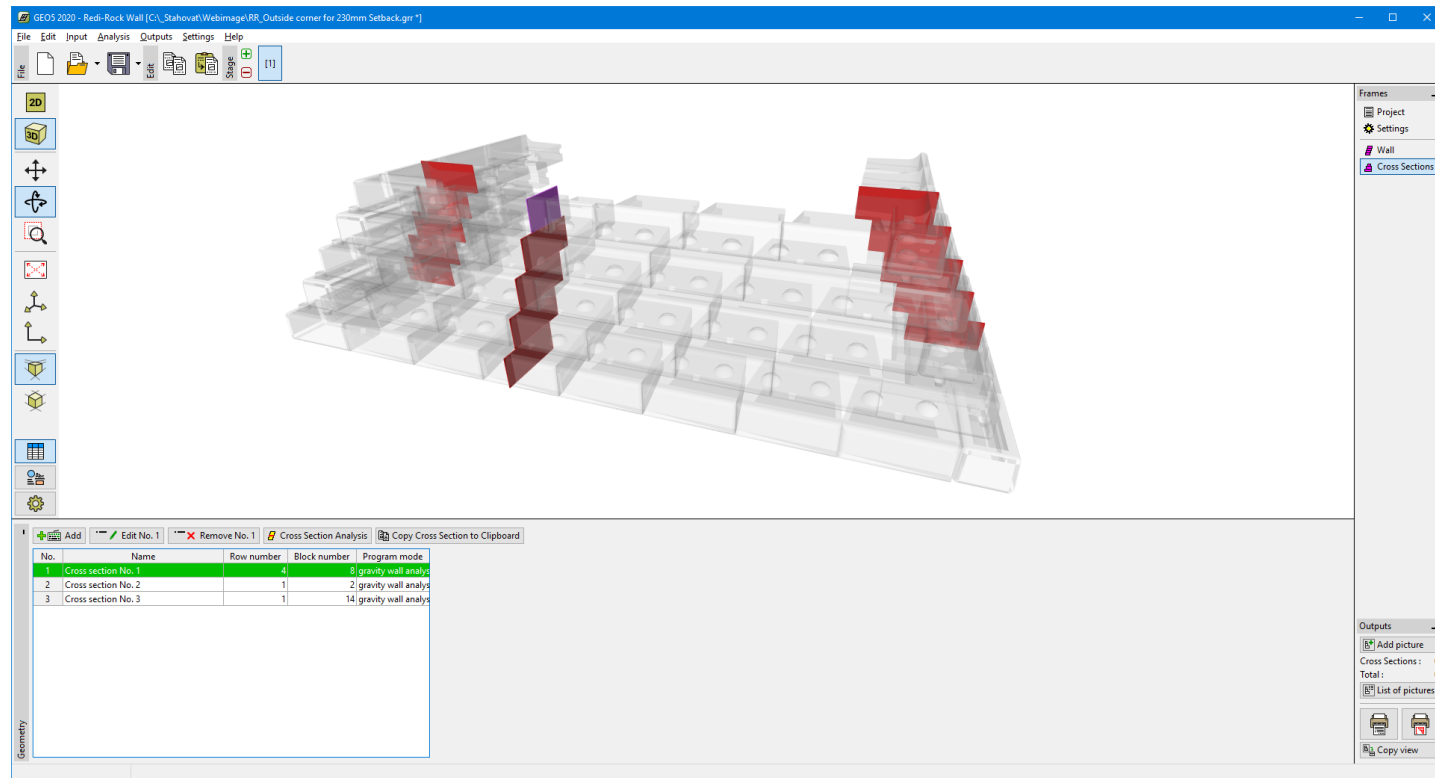 GEO5 2020 - Redi-Rock Wall [C:\_Stahovat\Webimage\RR_Outside corner for 230mm Setback.grr *]
File Edit Input Analysis Outputs Settings Help
File Edit Stage [1]
2D
3D
Frames
Project
Settings
Wall
Cross Sections
Add Edit No. 1 Remove No. 1 Cross Section Analysis Copy Cross Section to Clipboard
No. Name Row number Block number Program mode
1 Cross section No. 1 4 8 gravity wall analys
2 Cross section No. 2 1 2 gravity wall analys
3 Cross section No. 3 1 14 gravity wall analys
Geometry
Outputs
Add picture
Cross Sections :
Total :
List of pictures
Copy view